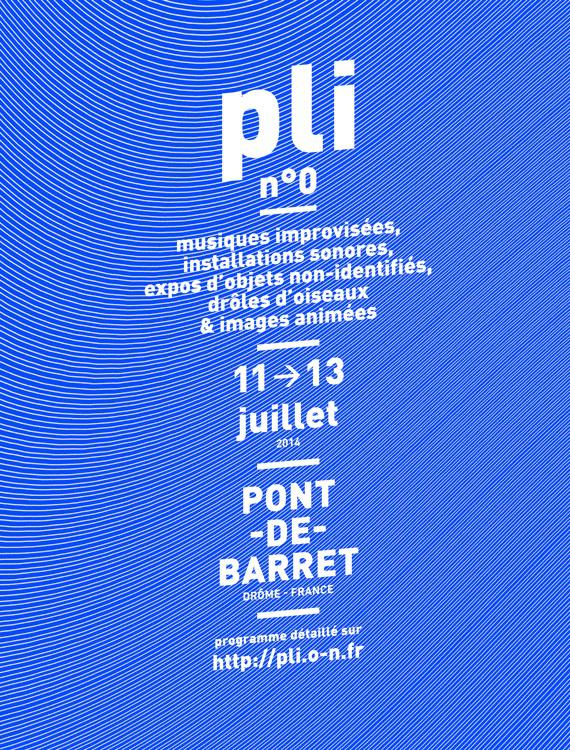 pli
n°0
musiques improvisées,
installations sonores,
expos d'objets non-identifiés,
drôles d'oiseaux
& images animées
11→13
juillet
2014
PONT
-DE-
BARRET
DRÔME - FRANCE
programme détaillé sur
http://pli.o-n.fr